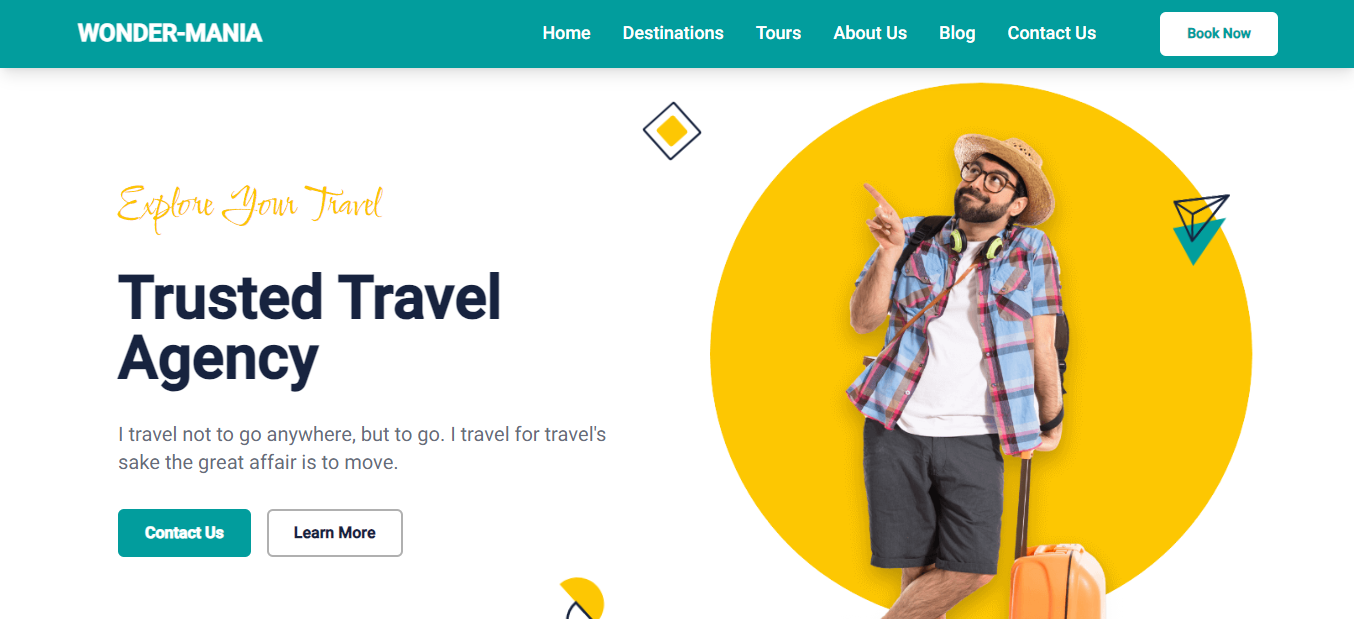 WONDER-MANIA
Home
Destinations
Tours
About Us
Blog
Contact Us
Book Now
Explore Your Travel
Trusted Travel
Agency
I travel not to go anywhere, but to go. I travel for travel's
sake the great affair is to move.
Contact Us
Learn More